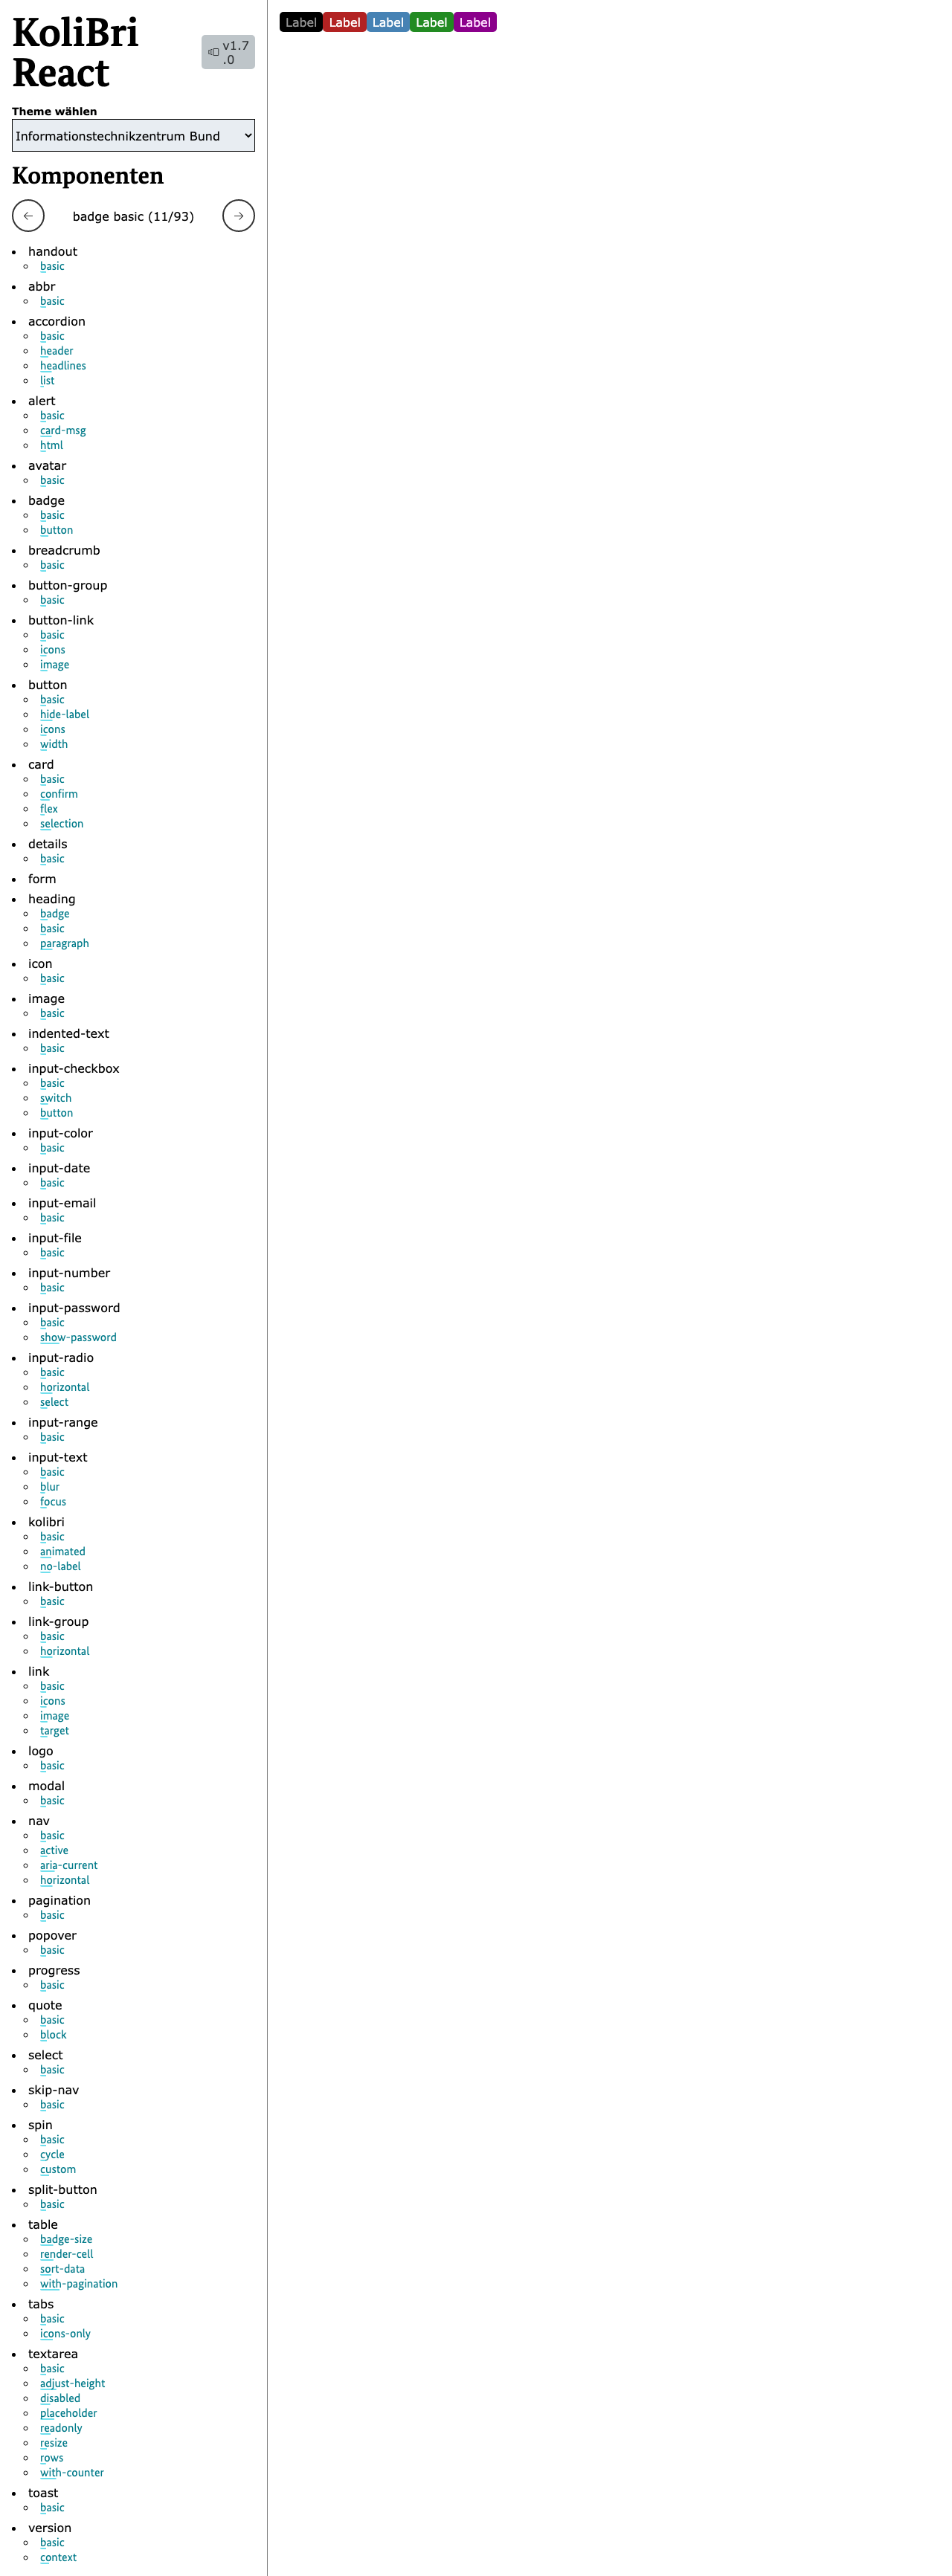 KoliBri
React
v1.7
.0
Theme wählen
Informationstechnikzentrum Bund
Komponenten
badge basic (11/93)
handout
basic
abbr
basic
accordion
basic
header
headlines
list
alert
basic
card-msg
html
avatar
basic
badge
basic
button
breadcrumb
basic
button-group
basic
button-link
basic
icons
image
button
basic
hide-label
icons
width
card
basic
confirm
flex
selection
details
basic
form
heading
badge
basic
paragraph
icon
basic
image
basic
indented-text
basic
input-checkbox
basic
switch
button
input-color
basic
input-date
basic
input-email
basic
input-file
basic
input-number
basic
input-password
basic
show-password
input-radio
basic
horizontal
select
input-range
basic
input-text
basic
blur
focus
kolibri
basic
animated
no-label
link-button
basic
link-group
basic
horizontal
link
basic
icons
image
target
logo
basic
modal
basic
nav
basic
active
aria-current
horizontal
pagination
basic
popover
basic
progress
basic
quote
basic
block
select
basic
skip-nav
basic
spin
basic
cycle
custom
split-button
basic
table
badge-size
render-cell
sort-data
with-pagination
tabs
basic
icons-only
textarea
basic
adjust-height
disabled
placeholder
readonly
resize
rows
with-counter
toast
basic
version
basic
context
Label Label Label Label Label